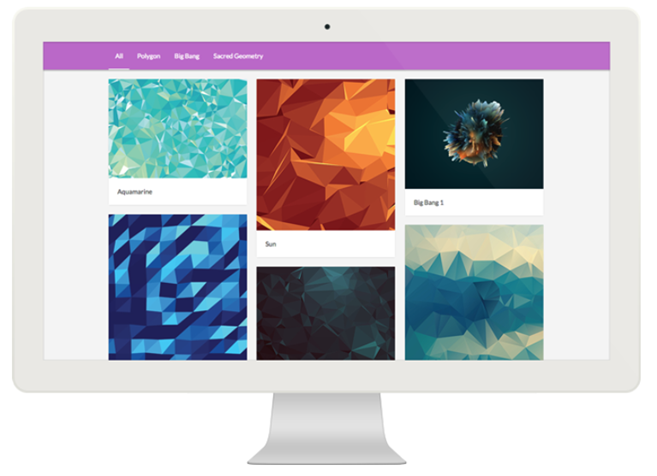 All Polygon Big Bang Sacred Geometry
Aquamarine
Sun
Big Bang 1